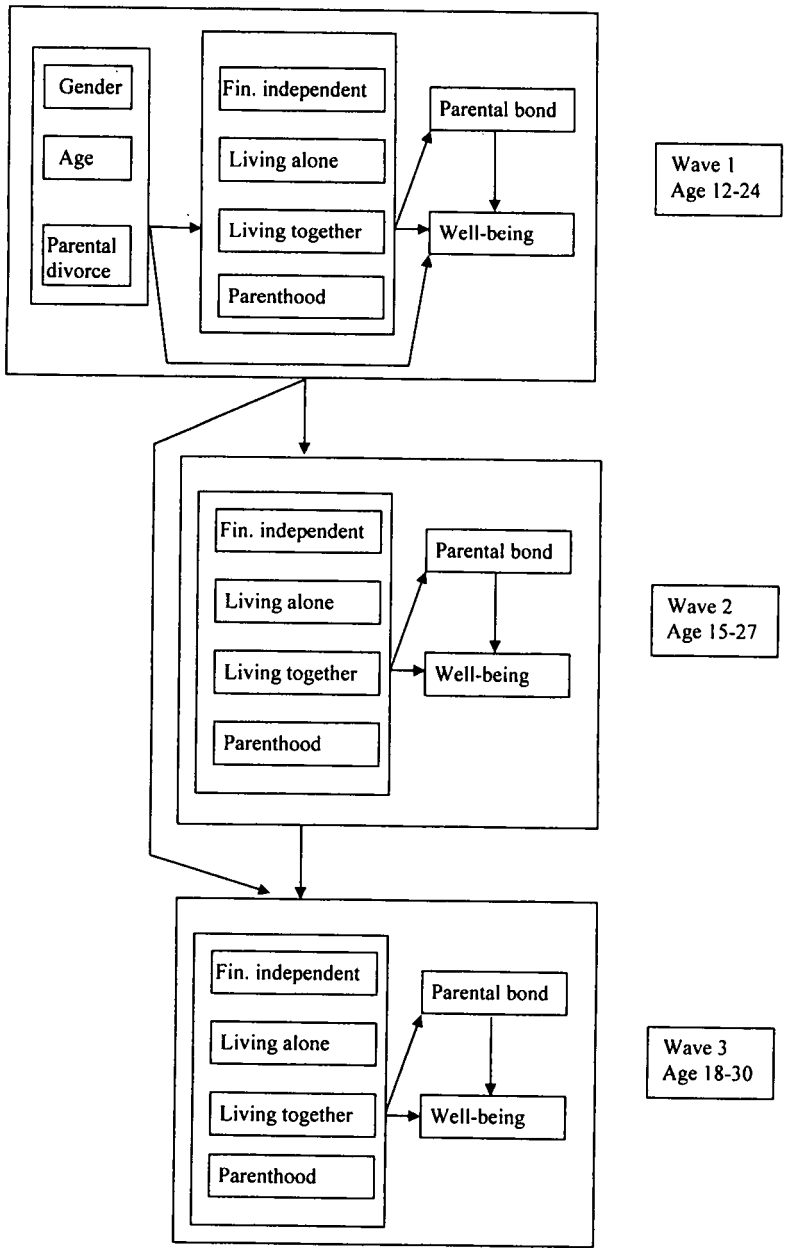 Gender
Age
Parental
divorce
Fin. independent
Living alone
Living together
Parenthood
Parental bond
Well-being
Wave 1
Age 12-24
Fin. independent
Living alone
Living together
Parenthood
Parental bond
Well-being
Wave 2
Age 15-27
Fin. independent
Living alone
Living together
Parenthood
Parental bond
Well-being
Wave 3
Age 18-30